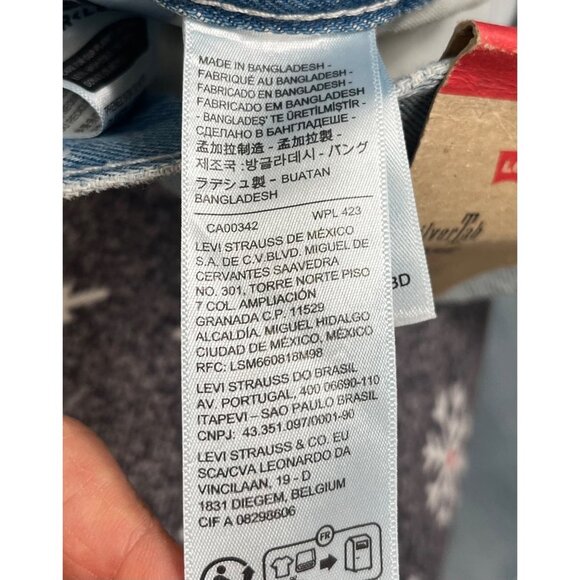 MADE IN BANGLADESH -
FABRIQUÉ AU BANGLADESH -
FABRICADO EN BANGLADESH -
FABRICADO EM BANGLADESH -
BANGLADEŞ' TE ÜRETİLMİŞTİR -
СДЕЛАНО В БАНГЛАДЕШЕ -
孟加拉制造 - 孟加拉製 -
제조국 :방글라데시 - バング
ラデシュ製 - BUATAN
BANGLADESH
CA00342 WPL 423
LEVI STRAUSS DE MÉXICO
S.A. DE C.V.BLVD. MIGUEL DE
CERVANTES SAAVEDRA
NO. 301, TORRE NORTE PISO
7 COL. AMPLIACIÓN
GRANADA C.P. 11529
ALCALDÍA. MIGUEL HIDALGO
CIUDAD DE MÉXICO, MÉXICO
RFC: LSM660816M98
LEVI STRAUSS DO BRASIL
AV. PORTUGAL, 400 06690-110
ITAPEVI – SAO PAULO BRASIL
CNPJ: 43.351.097/0001-90
LEVI STRAUSS & CO. EU
SCA/CVA LEONARDO DA
VINCILAAN, 19 - D
1831 DIEGEM, BELGIUM
CIF A 08298606
FR
BD